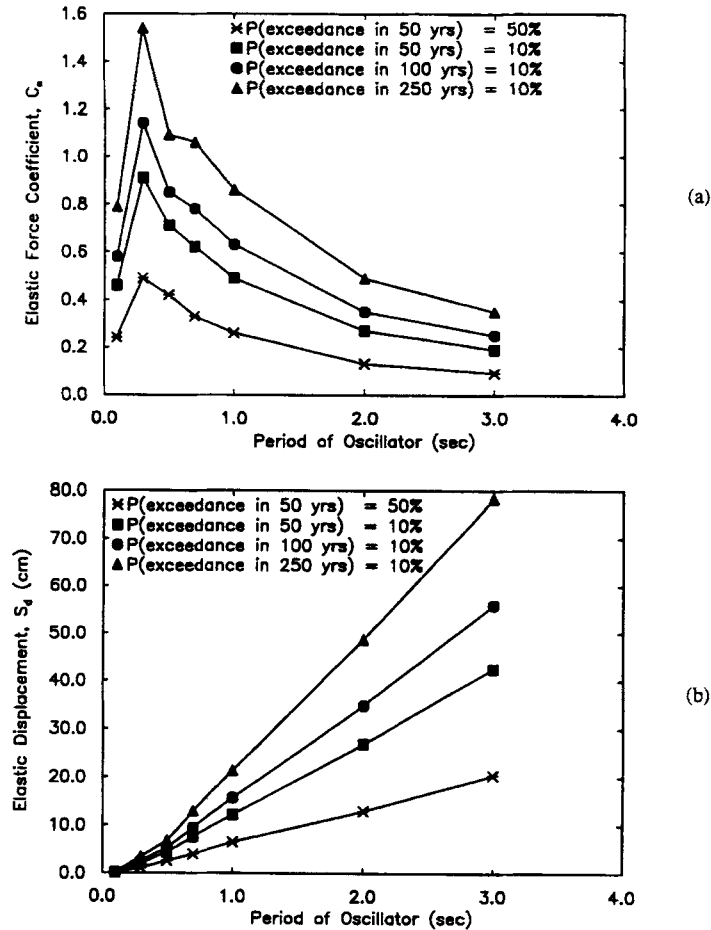 1.6
1.4
1.2
1.0
0.8
0.6
0.4
0.2
0.0
Elastic Force Coefficient, Ce
P(exceedance in 50 yrs) = 50%
P(exceedance in 50 yrs) = 10%
P(exceedance in 100 yrs) = 10%
P(exceedance in 250 yrs) = 10%
0.0 1.0 2.0 3.0 4.0
Period of Oscillator (sec)
(a)
80.0
70.0
60.0
50.0
40.0
30.0
20.0
10.0
0.0
Elastic Displacement, Sd (cm)
P(exceedance in 50 yrs) = 50%
P(exceedance in 50 yrs) = 10%
P(exceedance in 100 yrs) = 10%
P(exceedance in 250 yrs) = 10%
0.0 1.0 2.0 3.0 4.0
Period of Oscillator (sec)
(b)